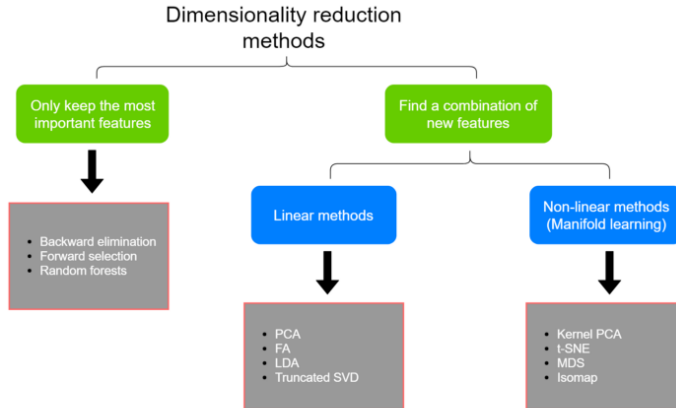 Dimensionality reduction
methods
Only keep the most
important features
Find a combination of
new features
Linear methods
Non-linear methods
(Manifold learning)
• Backward elimination
• Forward selection
• Random forests
• PCA
• FA
• LDA
• Truncated SVD
• Kernel PCA
• t-SNE
• MDS
• Isomap